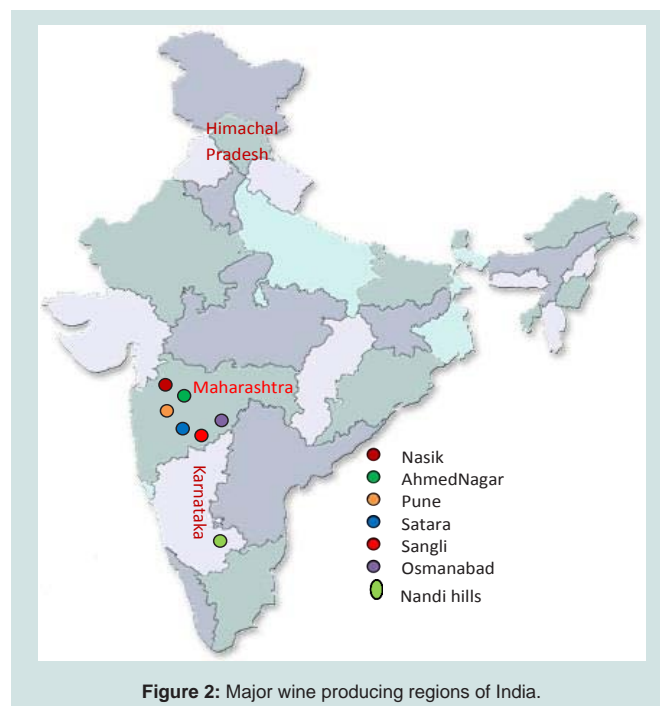 Himachal
Pradesh
Maharashtra
Karnataka
Nasik
AhmedNagar
Pune
Satara
Sangli
Osmanabad
Nandi hills
Figure 2: Major wine producing regions of India.